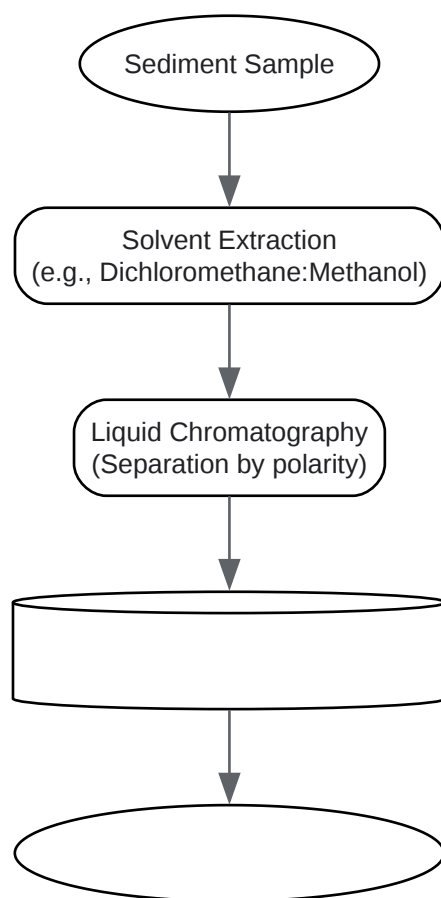 Sediment Sample
Solvent Extraction
(e.g., Dichloromethane:Methanol)
Liquid Chromatography
(Separation by polarity)